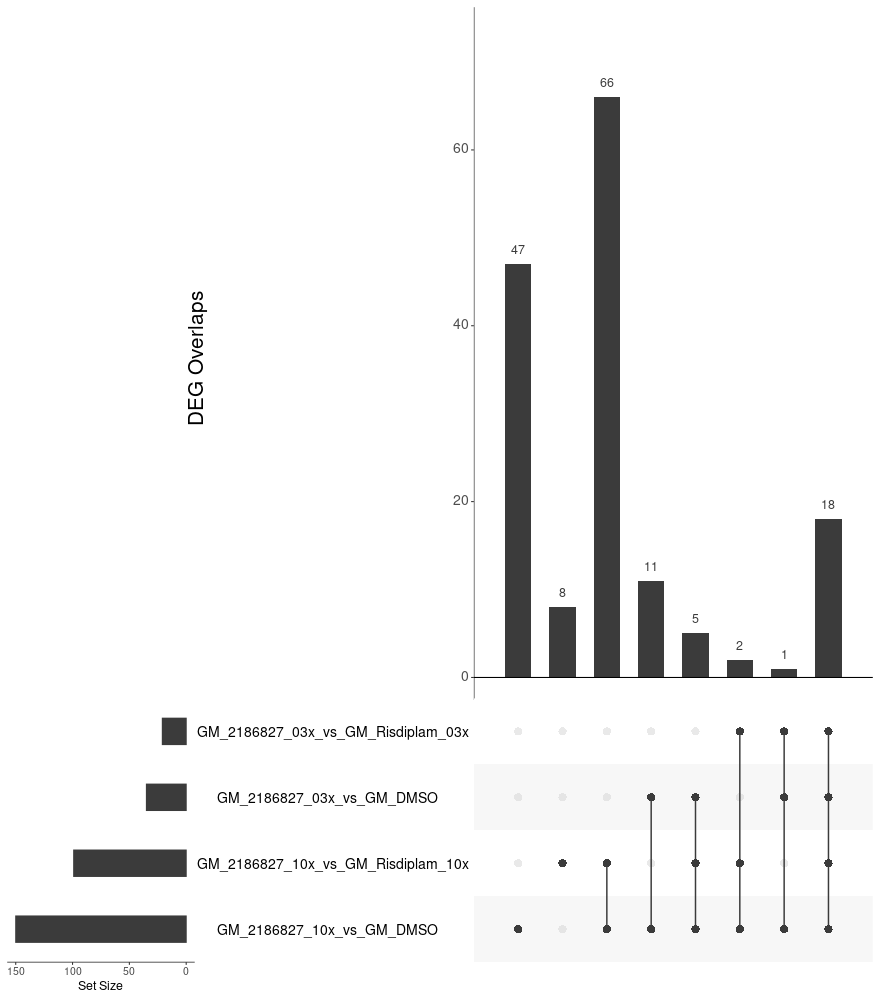 66
60
47
40
DEG Overlaps
20
18
11
8
5
2
1
0
GM_2186827_03x_vs_GM_Risdiplam_03x
GM_2186827_03x_vs_GM_DMSO
GM_2186827_10x_vs_GM_Risdiplam_10x
GM_2186827_10x_vs_GM_DMSO
150 100 50 0
Set Size